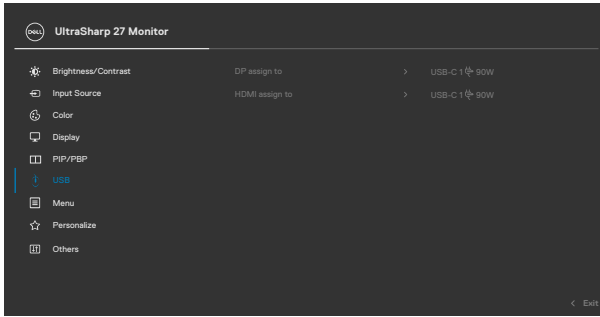 DELL UltraSharp 27 Monitor
Brightness/Contrast DP assign to > USB-C 1 90W
Input Source HDMI assign to > USB-C 1 90W
Color
Display
PIP/PBP
USB
Menu
Personalize
Others
< Exit